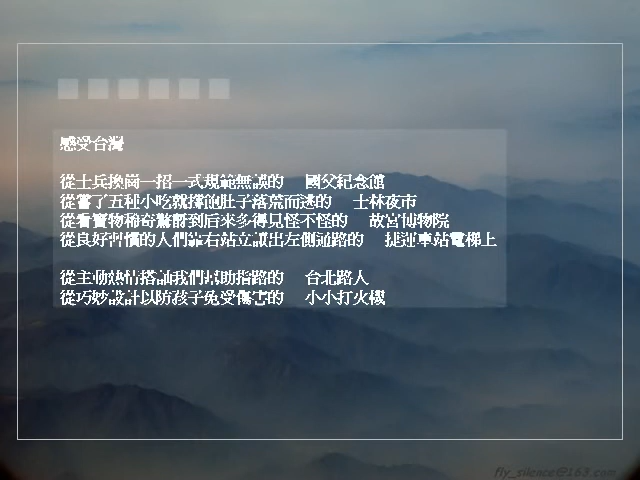 感受台灣
從士兵換崗一招一式規範無誤的 國父紀念館
從嘗了五種小吃就撐飽肚子落荒而逃的 士林夜市
從看寶物稀奇驚訝到后來多得見怪不怪的 故宮博物院
從良好習慣的人們靠右站立讓出左側通路的 捷運車站電梯上
從主動熱情搭訕我們幫助指路的 台北路人
從巧妙設計以防孩子免受傷害的 小小打火機
fly_silence@163.com